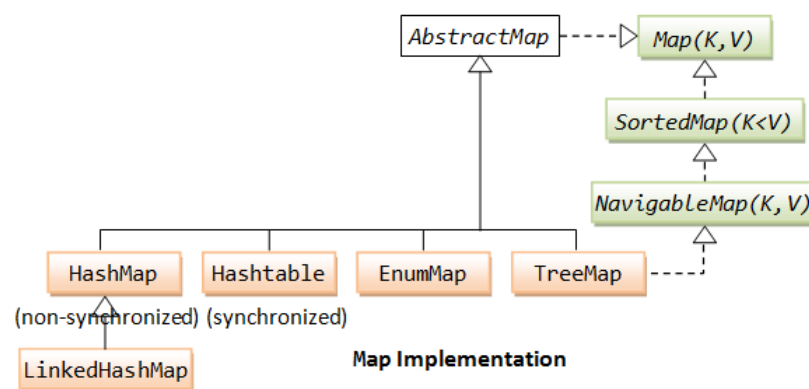 AbstractMap
Map(K,V)
SortedMap(K<V)
NavigableMap(K,V)
HashMap
Hashtable
EnumMap
TreeMap
(non-synchronized)
(synchronized)
LinkedHashMap
Map Implementation